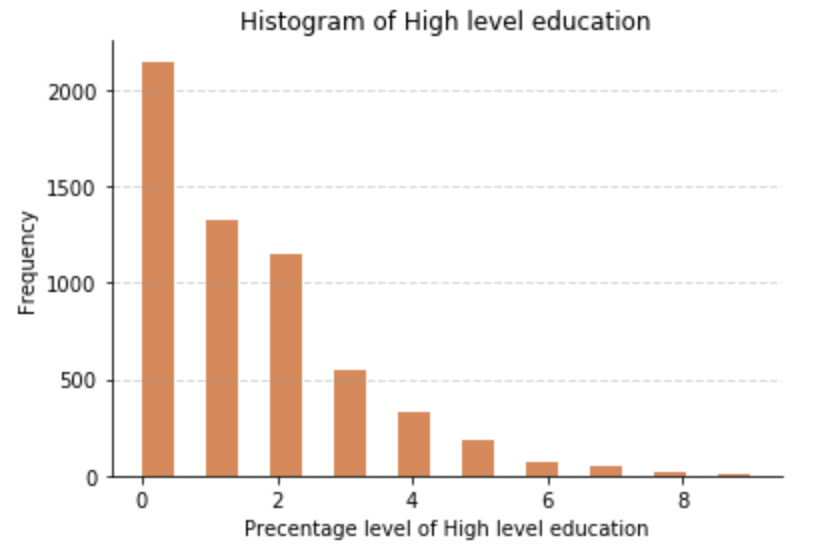 Histogram of High level education
2000
1500
1000
500
0
Frequency
0 2 4 6 8
Precentage level of High level education